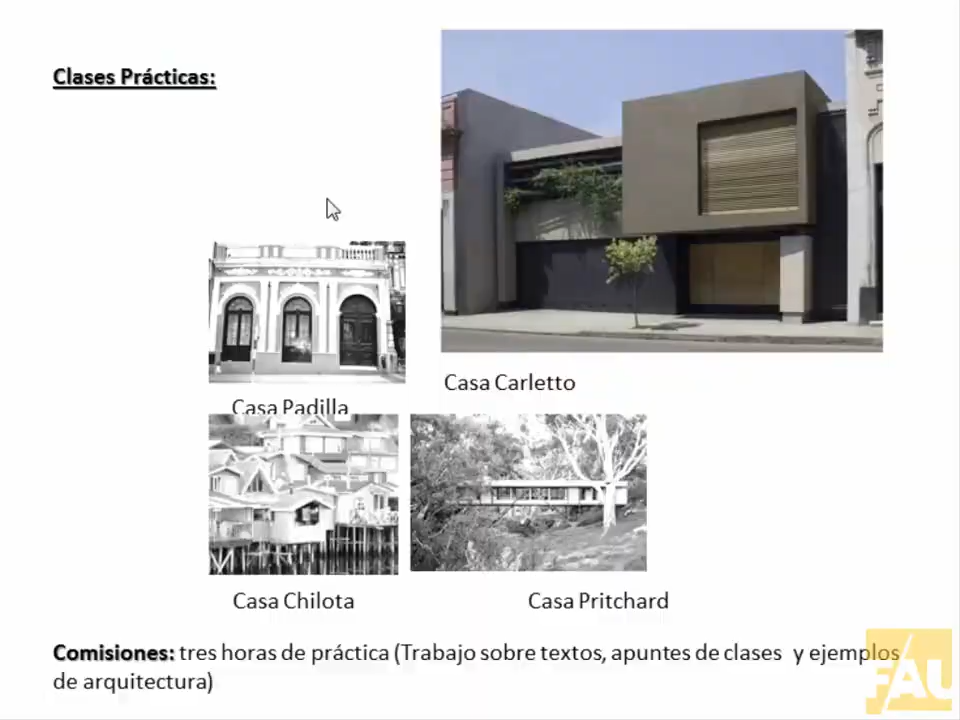 Clases Prácticas:
Casa Carletto
Casa Padilla
Casa Chilota
Casa Pritchard
Comisiones: tres horas de práctica (Trabajo sobre textos, apuntes de clases y ejemplos
de arquitectura)
FAU